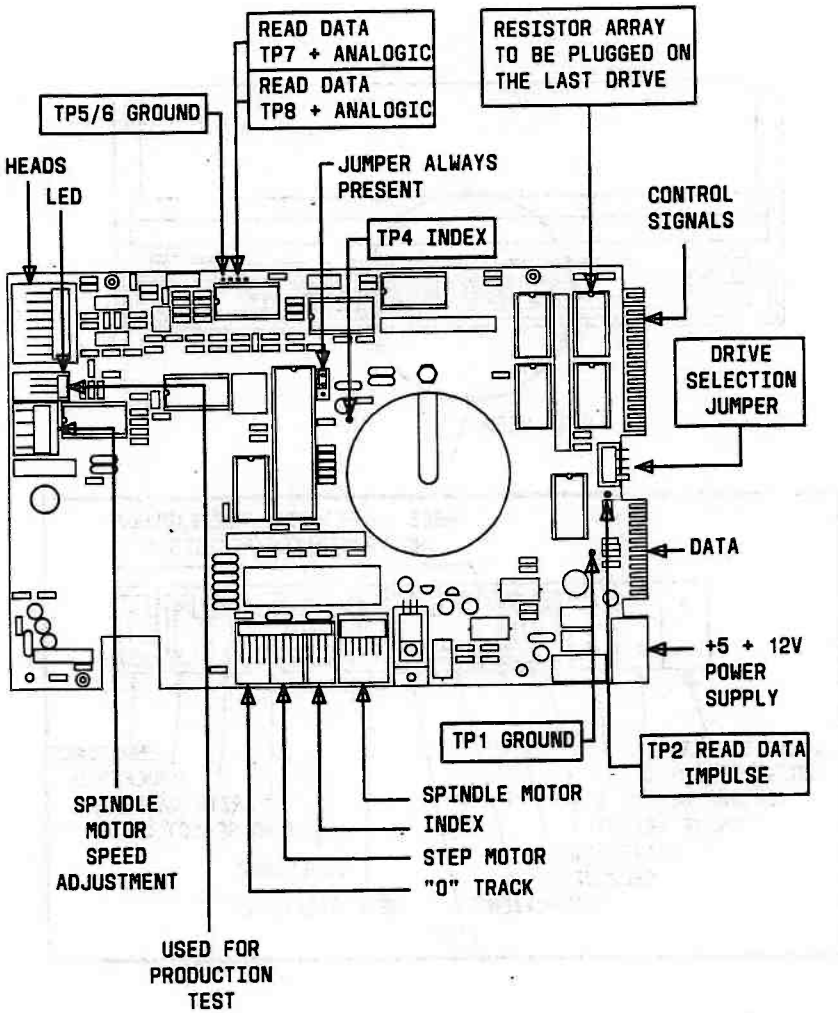 READ DATA
TP7 + ANALOGIC
READ DATA
TP8 + ANALOGIC
RESISTOR ARRAY
TO BE PLUGGED ON
THE LAST DRIVE
TP5/6 GROUND
HEADS
LED
JUMPER ALWAYS
PRESENT
CONTROL
SIGNALS
TP4 INDEX
DRIVE
SELECTION
JUMPER
DATA
+5 + 12V
POWER
SUPPLY
TP1 GROUND
TP2 READ DATA
IMPULSE
SPINDLE
MOTOR
SPEED
ADJUSTMENT
SPINDLE MOTOR
INDEX
STEP MOTOR
"0" TRACK
USED FOR
PRODUCTION
TEST